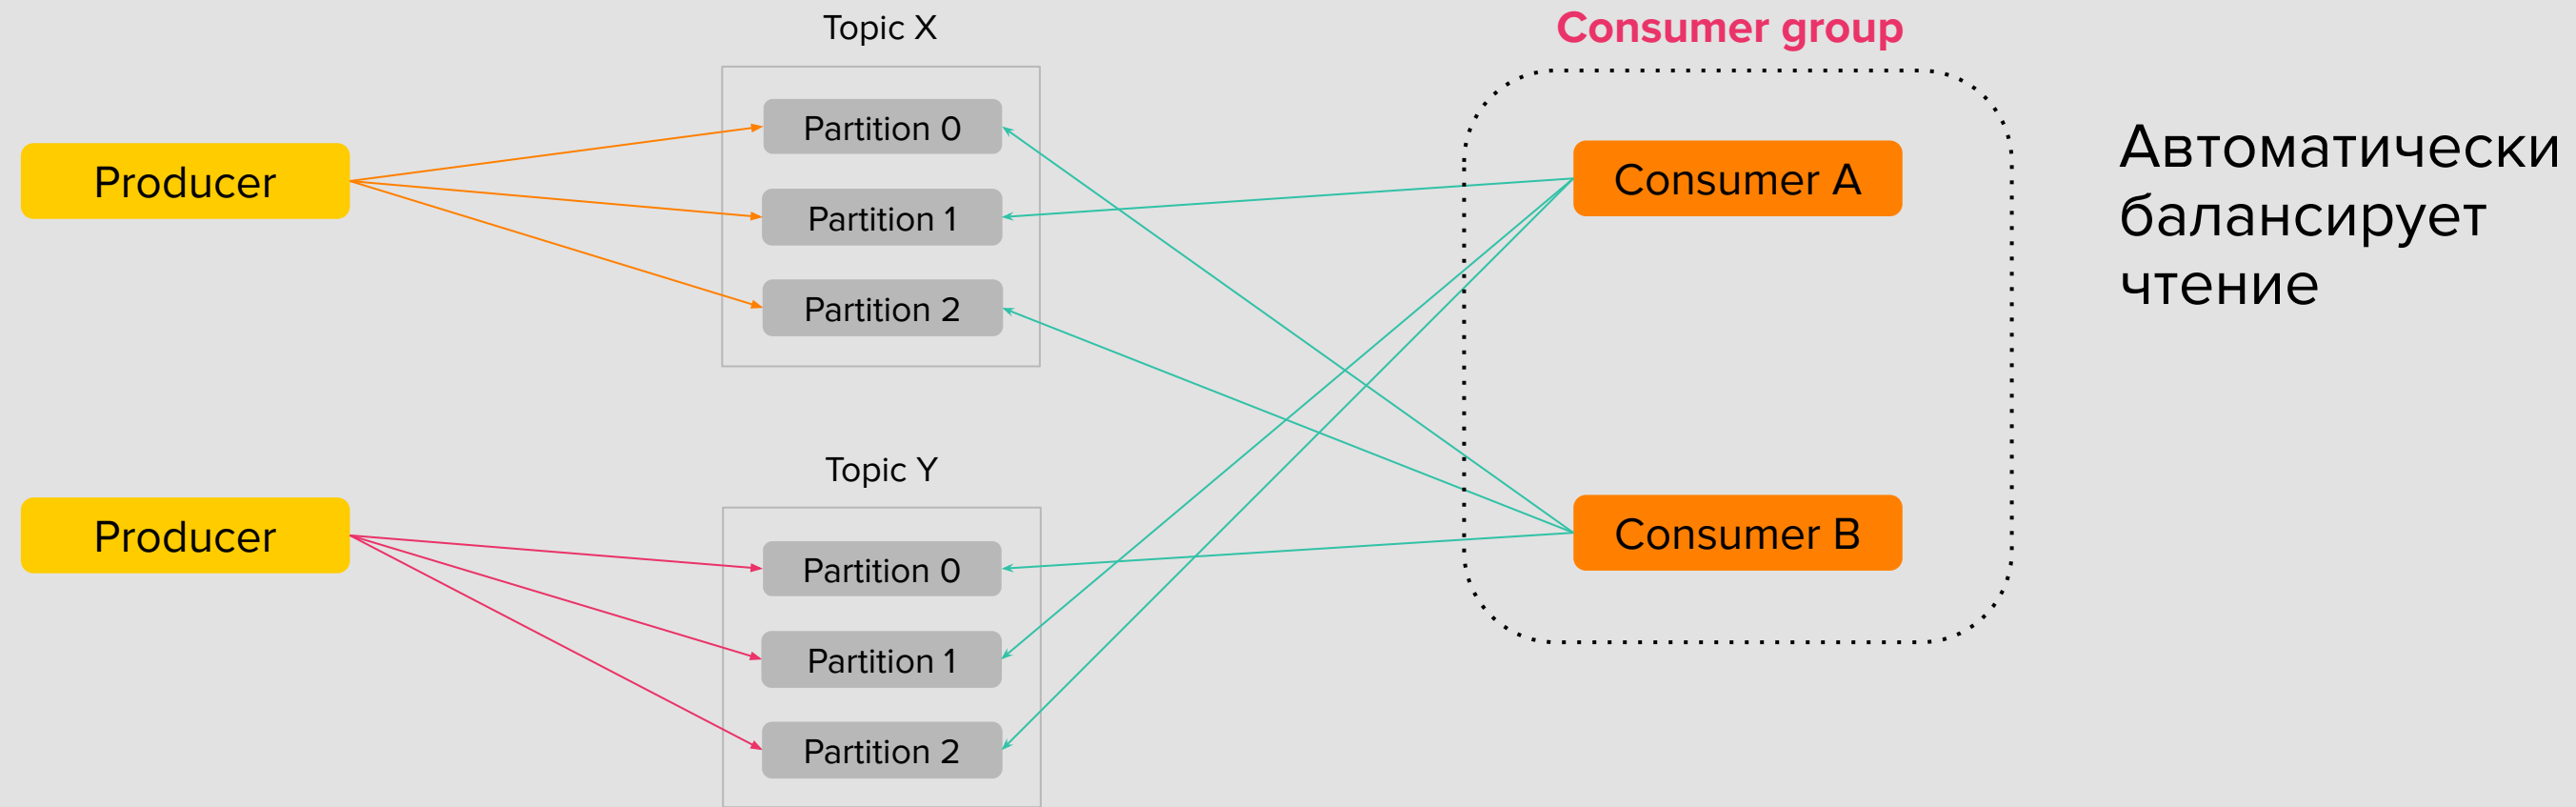 Topic X
Consumer group
Producer
Partition 0
Partition 1
Partition 2
Consumer A
Автоматически
балансирует
чтение
Topic Y
Producer
Partition 0
Partition 1
Partition 2
Consumer B